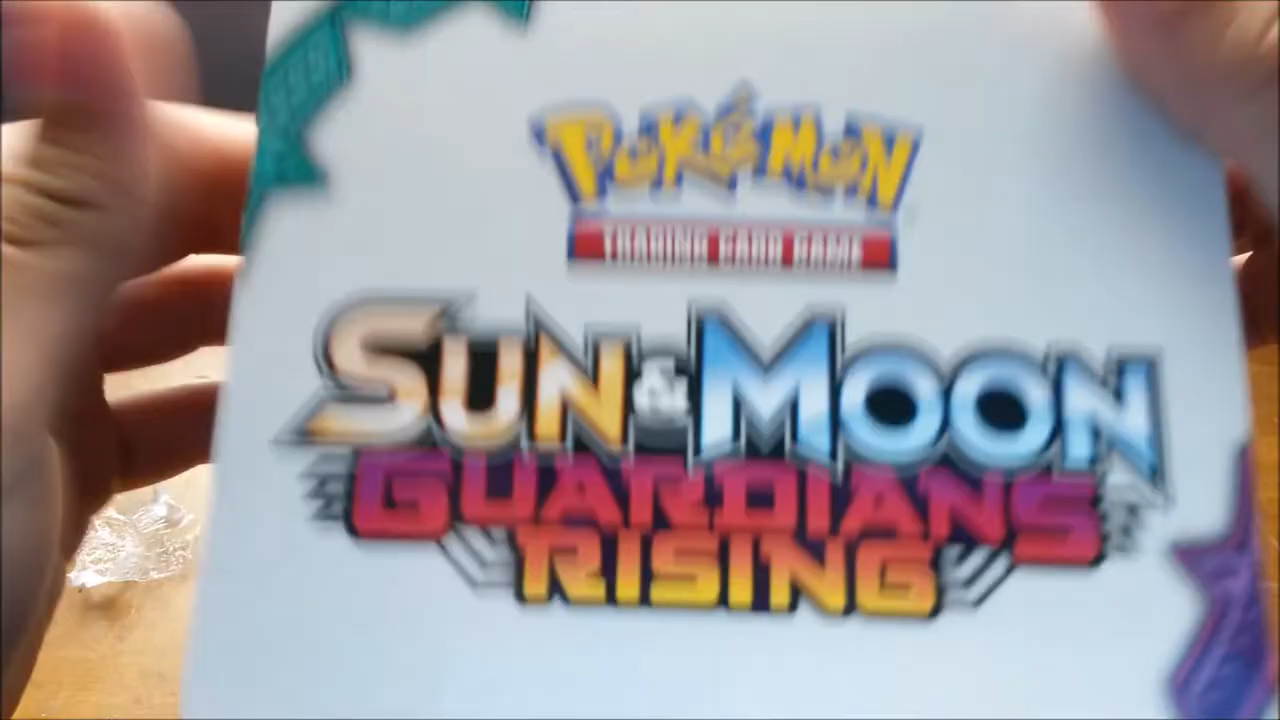 POKéMON
TRADING CARD GAME
SUN & MOON
GUARDIANS
RISING